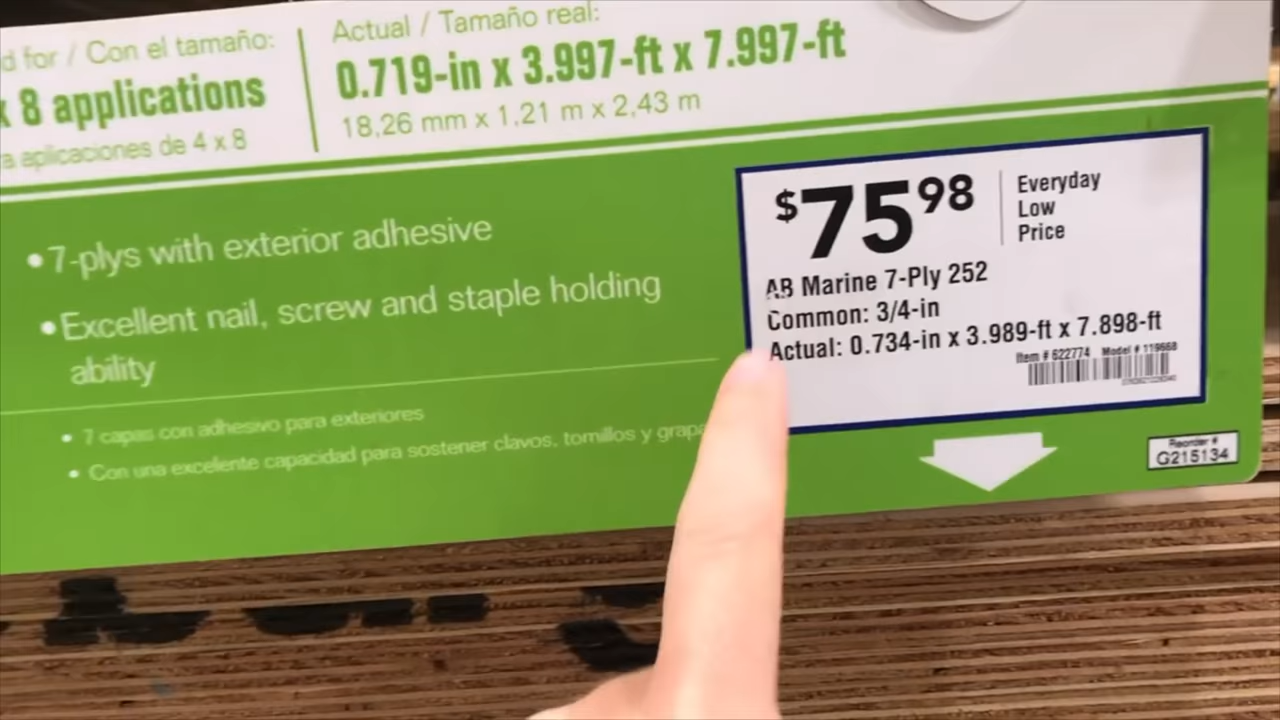 d for / Con el tamaño:
x 8 applications
a aplicaciones de 4 x 8
Actual / Tamaño real:
0.719-in x 3.997-ft x 7.997-ft
18,26 mm x 1,21 m x 2,43 m
•7-plys with exterior adhesive
•Excellent nail, screw and staple holding
ability
• 7 capas con adhesivo para exteriores
• Con una excelente capacidad para sostener clavos, tornillos y grapa
$75 98
Everyday
Low
Price
AB Marine 7-Ply 252
Common: 3/4-in
Actual: 0.734-in x 3.989-ft x 7.898-ft
Item # 622774 Model # 119668
Reorder #
G215134